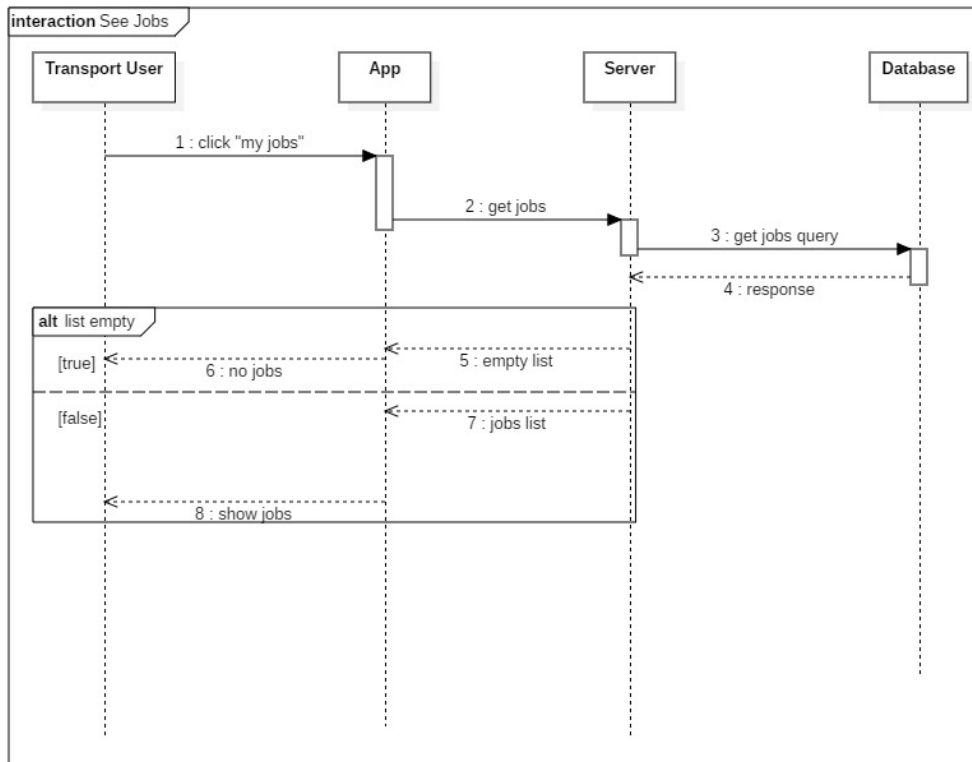 interaction See Jobs
Transport User
App
Server
Database
1 : click "my jobs"
2 : get jobs
3 : get jobs query
4 : response
alt list empty
[true]
5 : empty list
6 : no jobs
[false]
7 : jobs list
8 : show jobs